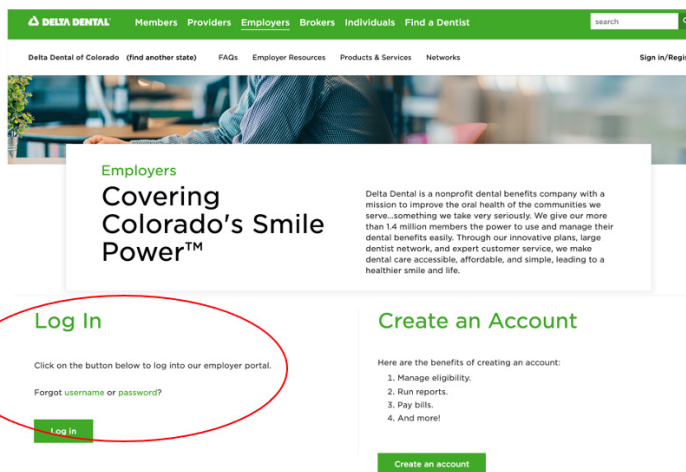 DELTA DENTAL Members Providers Employers Brokers Individuals Find a Dentist search
Delta Dental of Colorado (find another state) FAQs Employer Resources Products & Services Networks Sign in/Regis
Employers
Covering
Colorado's Smile
Power™
Delta Dental is a nonprofit dental benefits company with a
mission to improve the oral health of the communities we
serve...something we take very seriously. We give our more
than 1.4 million members the power to use and manage their
dental benefits easily. Through our innovative plans, large
dentist network, and expert customer service, we make
dental care accessible, affordable, and simple, leading to a
healthier smile and life.
Log In
Click on the button below to log into our employer portal.
Forgot username or password?
Log in
Create an Account
Here are the benefits of creating an account:
1. Manage eligibility.
2. Run reports.
3. Pay bills.
4. And more!
Create an account